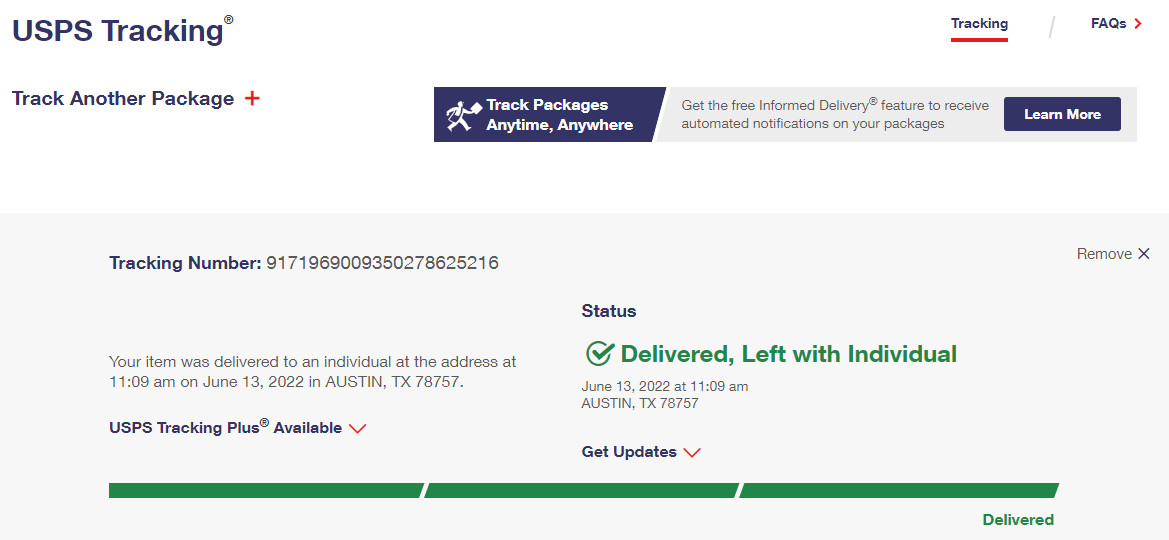 USPS Tracking®
Tracking / FAQs
Track Another Package +
Track Packages
Anytime, Anywhere
Get the free Informed Delivery® feature to receive
automated notifications on your packages
Learn More
Tracking Number: 9171969009350278625216
Remove X
Your item was delivered to an individual at the address at
11:09 am on June 13, 2022 in AUSTIN, TX 78757.
USPS Tracking Plus® Available
Status
Delivered, Left with Individual
June 13, 2022 at 11:09 am
AUSTIN, TX 78757
Get Updates
Delivered